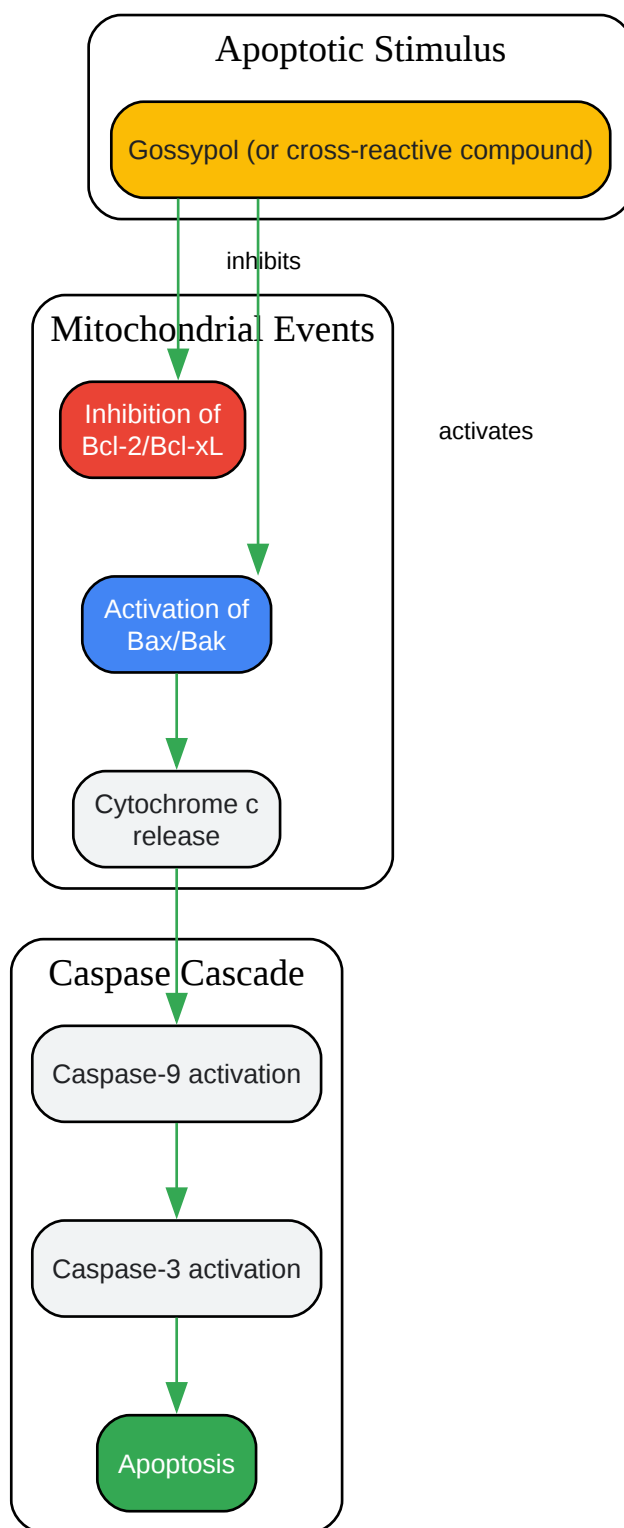 Apoptotic Stimulus
Gossypol (or cross-reactive compound)
inhibits
Mitochondrial Events
Inhibition of
Bcl-2/Bcl-xL
activates
Activation of
Bax/Bak
Cytochrome c
release
Caspase Cascade
Caspase-9 activation
Caspase-3 activation
Apoptosis